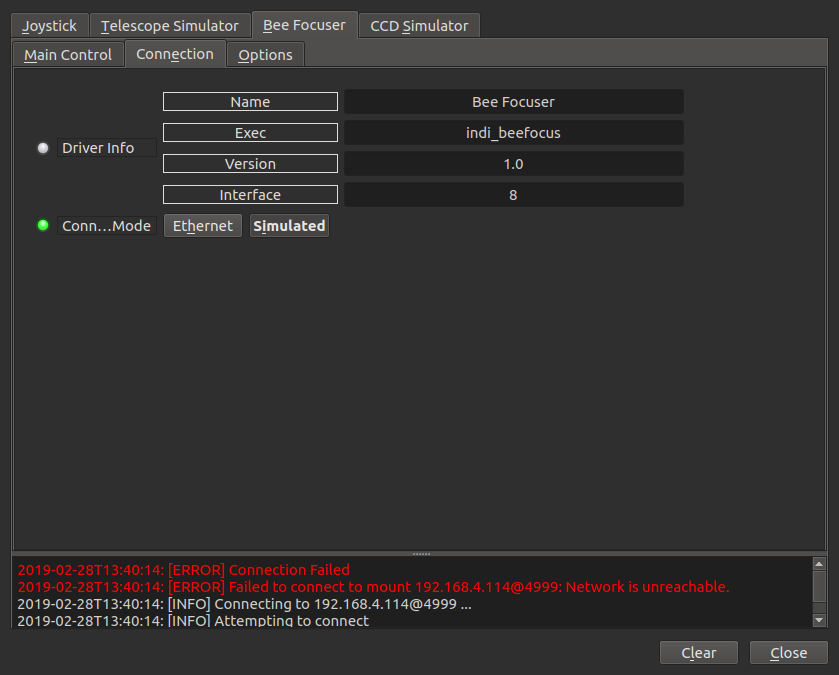 Joystick Telescope Simulator Bee Focuser CCD Simulator
Main Control Connection Options
Name Bee Focuser
Exec indi_beefocus
Driver Info
Version 1.0
Interface 8
Conn...Mode Ethernet Simulated
2019-02-28T13:40:14: [ERROR] Connection Failed
2019-02-28T13:40:14: [ERROR] Failed to connect to mount 192.168.4.114@4999: Network is unreachable.
2019-02-28T13:40:14: [INFO] Connecting to 192.168.4.114@4999 ...
2019-02-28T13:40:14: [INFO] Attempting to connect
Clear Close